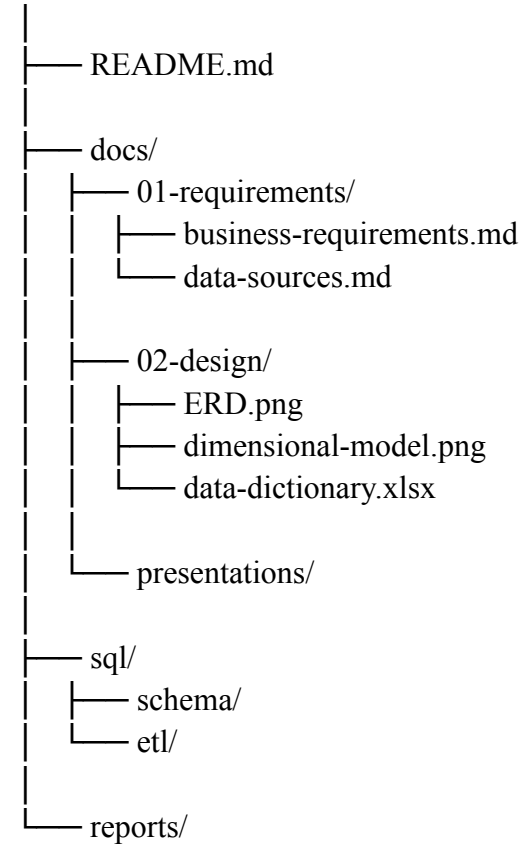 README.md
docs/
01-requirements/
business-requirements.md
data-sources.md
02-design/
ERD.png
dimensional-model.png
data-dictionary.xlsx
presentations/
sql/
schema/
etl/
reports/